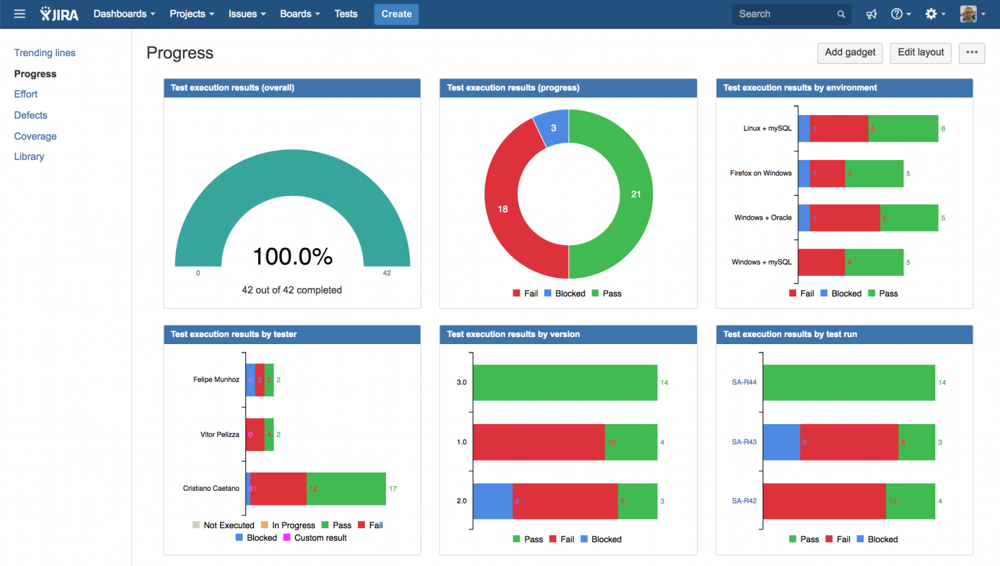 JIRA Dashboards Projects Issues Boards Tests Create Search
Trending lines
Progress
Effort
Defects
Coverage
Library
Progress
Add gadget Edit layout
Test execution results (overall)
100.0%
0 42
42 out of 42 completed
Test execution results (progress)
3
21
18
Fail Blocked Pass
Test execution results by environment
Linux + mySQL 1 5 6
Firefox on Windows 1 3 5
Windows + Oracle 1 6 5
Windows + mySQL 4 5
Fail Blocked Pass
Test execution results by tester
Felipe Munhoz 0 2 2 2
Vitor Pelizza 0 4 2
Cristiano Caetano 0 1 12 17
Not Executed In Progress Pass Fail
Blocked Custom result
Test execution results by version
3.0 14
1.0 10 4
2.0 3 8 3
Pass Fail Blocked
Test execution results by test run
SA-R44 14
SA-R43 3 8 3
SA-R42 10 4
Pass Fail Blocked